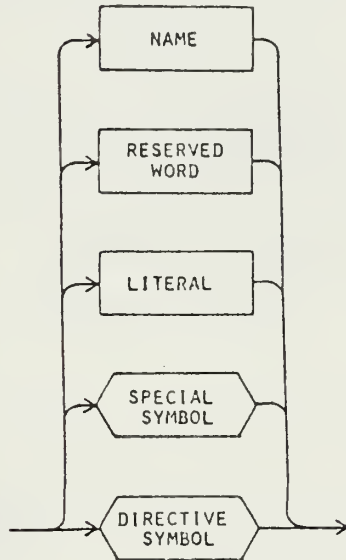 NAME
RESERVED
WORD
LITERAL
SPECIAL
SYMBOL
DIRECTIVE
SYMBOL